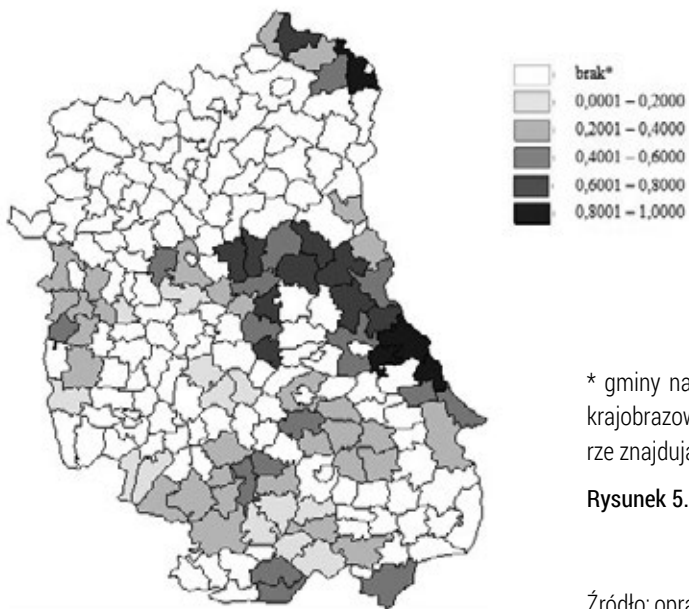 brak*
0,0001 – 0,2000
0,2001 – 0,4000
0,4001 – 0,6000
0,6001 – 0,8000
0,8001 – 1,0000
* gminy na
krajobrazow
rze znajdują
Rysunek 5.
Źródło: opra